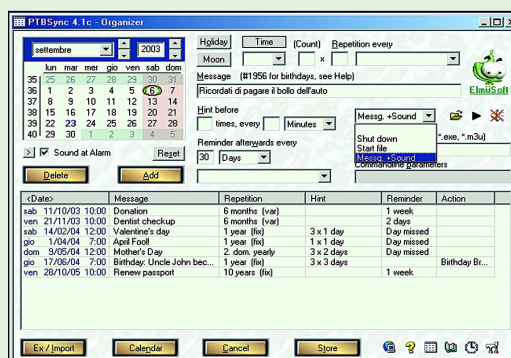 PTBSync 4.1c - Organizer
settembre 2003
Holiday Time (Count) Repetition every
Moon x
lun mar mer gio ven sab dom
35 25 26 27 28 29 30 31
36 1 2 3 4 5 6 7
37 8 9 10 11 12 13 14
38 15 16 17 18 19 20 21
39 22 23 24 25 26 27 28
40 29 30 1 2 3 4 5
Message (#1956 for birthdays, see Help)
ElmüSoft
Ricordati di pagare il bollo dell'auto
Hint before
times, every Minutes
Messg. +Sound
Shut down
Start file
Messg. +Sound
".exe, *.m3u)
Commandline Parameters
> Sound at Alarm Reset
Reminder afterwards every
30 Days
Delete Add
<Date> Message Repetition Hint Reminder Action
sab 11/10/03 10:00 Donation 6 months (var) 1 week
ven 21/11/03 10:00 Dentist checkup 6 months (var) 2 days
sab 14/02/04 12:00 Valentine's day 1 year (fix) 3 x 1 day Day missed
gio 1/04/04 7:00 April Fool! 1 year (fix) 1 x 1 day Day missed
dom 9/05/04 12:00 Mother's Day 2. dom. yearly 3 x 2 days Day missed
gio 17/06/04 7:00 Birthday: Uncle John bec... 1 year (fix) 3 x 3 days Birthday Br...
ven 28/10/05 10:00 Renew passport 10 years (fix) 1 week
Ex / Import Calendar Cancel Store